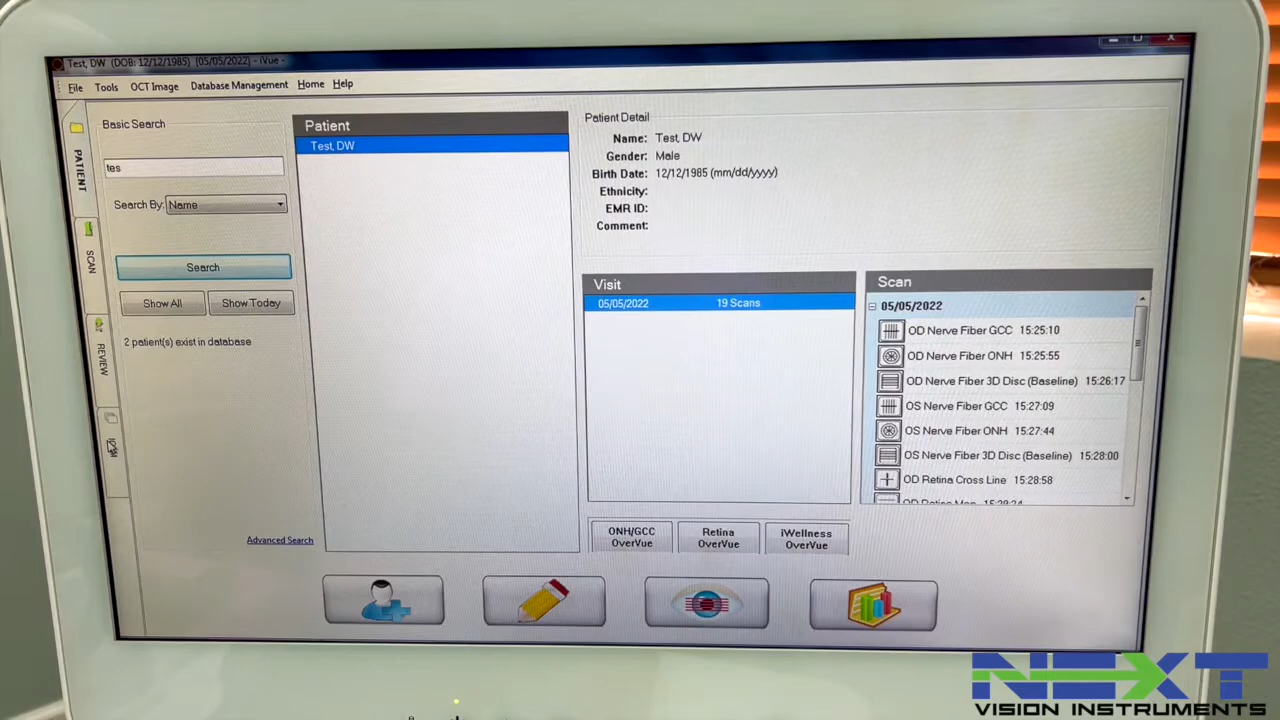 Test, DW (DOB: 12/12/1985) [05/05/2022] - iVue -
File Tools OCT Image Database Management Home Help
PATIENT
SCAN
REVIEW
Basic Search
tes
Search By: Name
Search
Show All Show Today
2 patient(s) exist in database
Advanced Search
Patient
Test, DW
Patient Detail
Name: Test, DW
Gender: Male
Birth Date: 12/12/1985 (mm/dd/yyyy)
Ethnicity:
EMR ID:
Comment:
Visit
05/05/2022 19 Scans
Scan
05/05/2022
OD Nerve Fiber GCC 15:25:10
OD Nerve Fiber ONH 15:25:55
OD Nerve Fiber 3D Disc (Baseline) 15:26:17
OS Nerve Fiber GCC 15:27:09
OS Nerve Fiber ONH 15:27:44
OS Nerve Fiber 3D Disc (Baseline) 15:28:00
OD Retina Cross Line 15:28:58
OD Retina Map
ONH/GCC
OverVue
Retina
OverVue
iWellness
OverVue
NEXT
VISION INSTRUMENTS